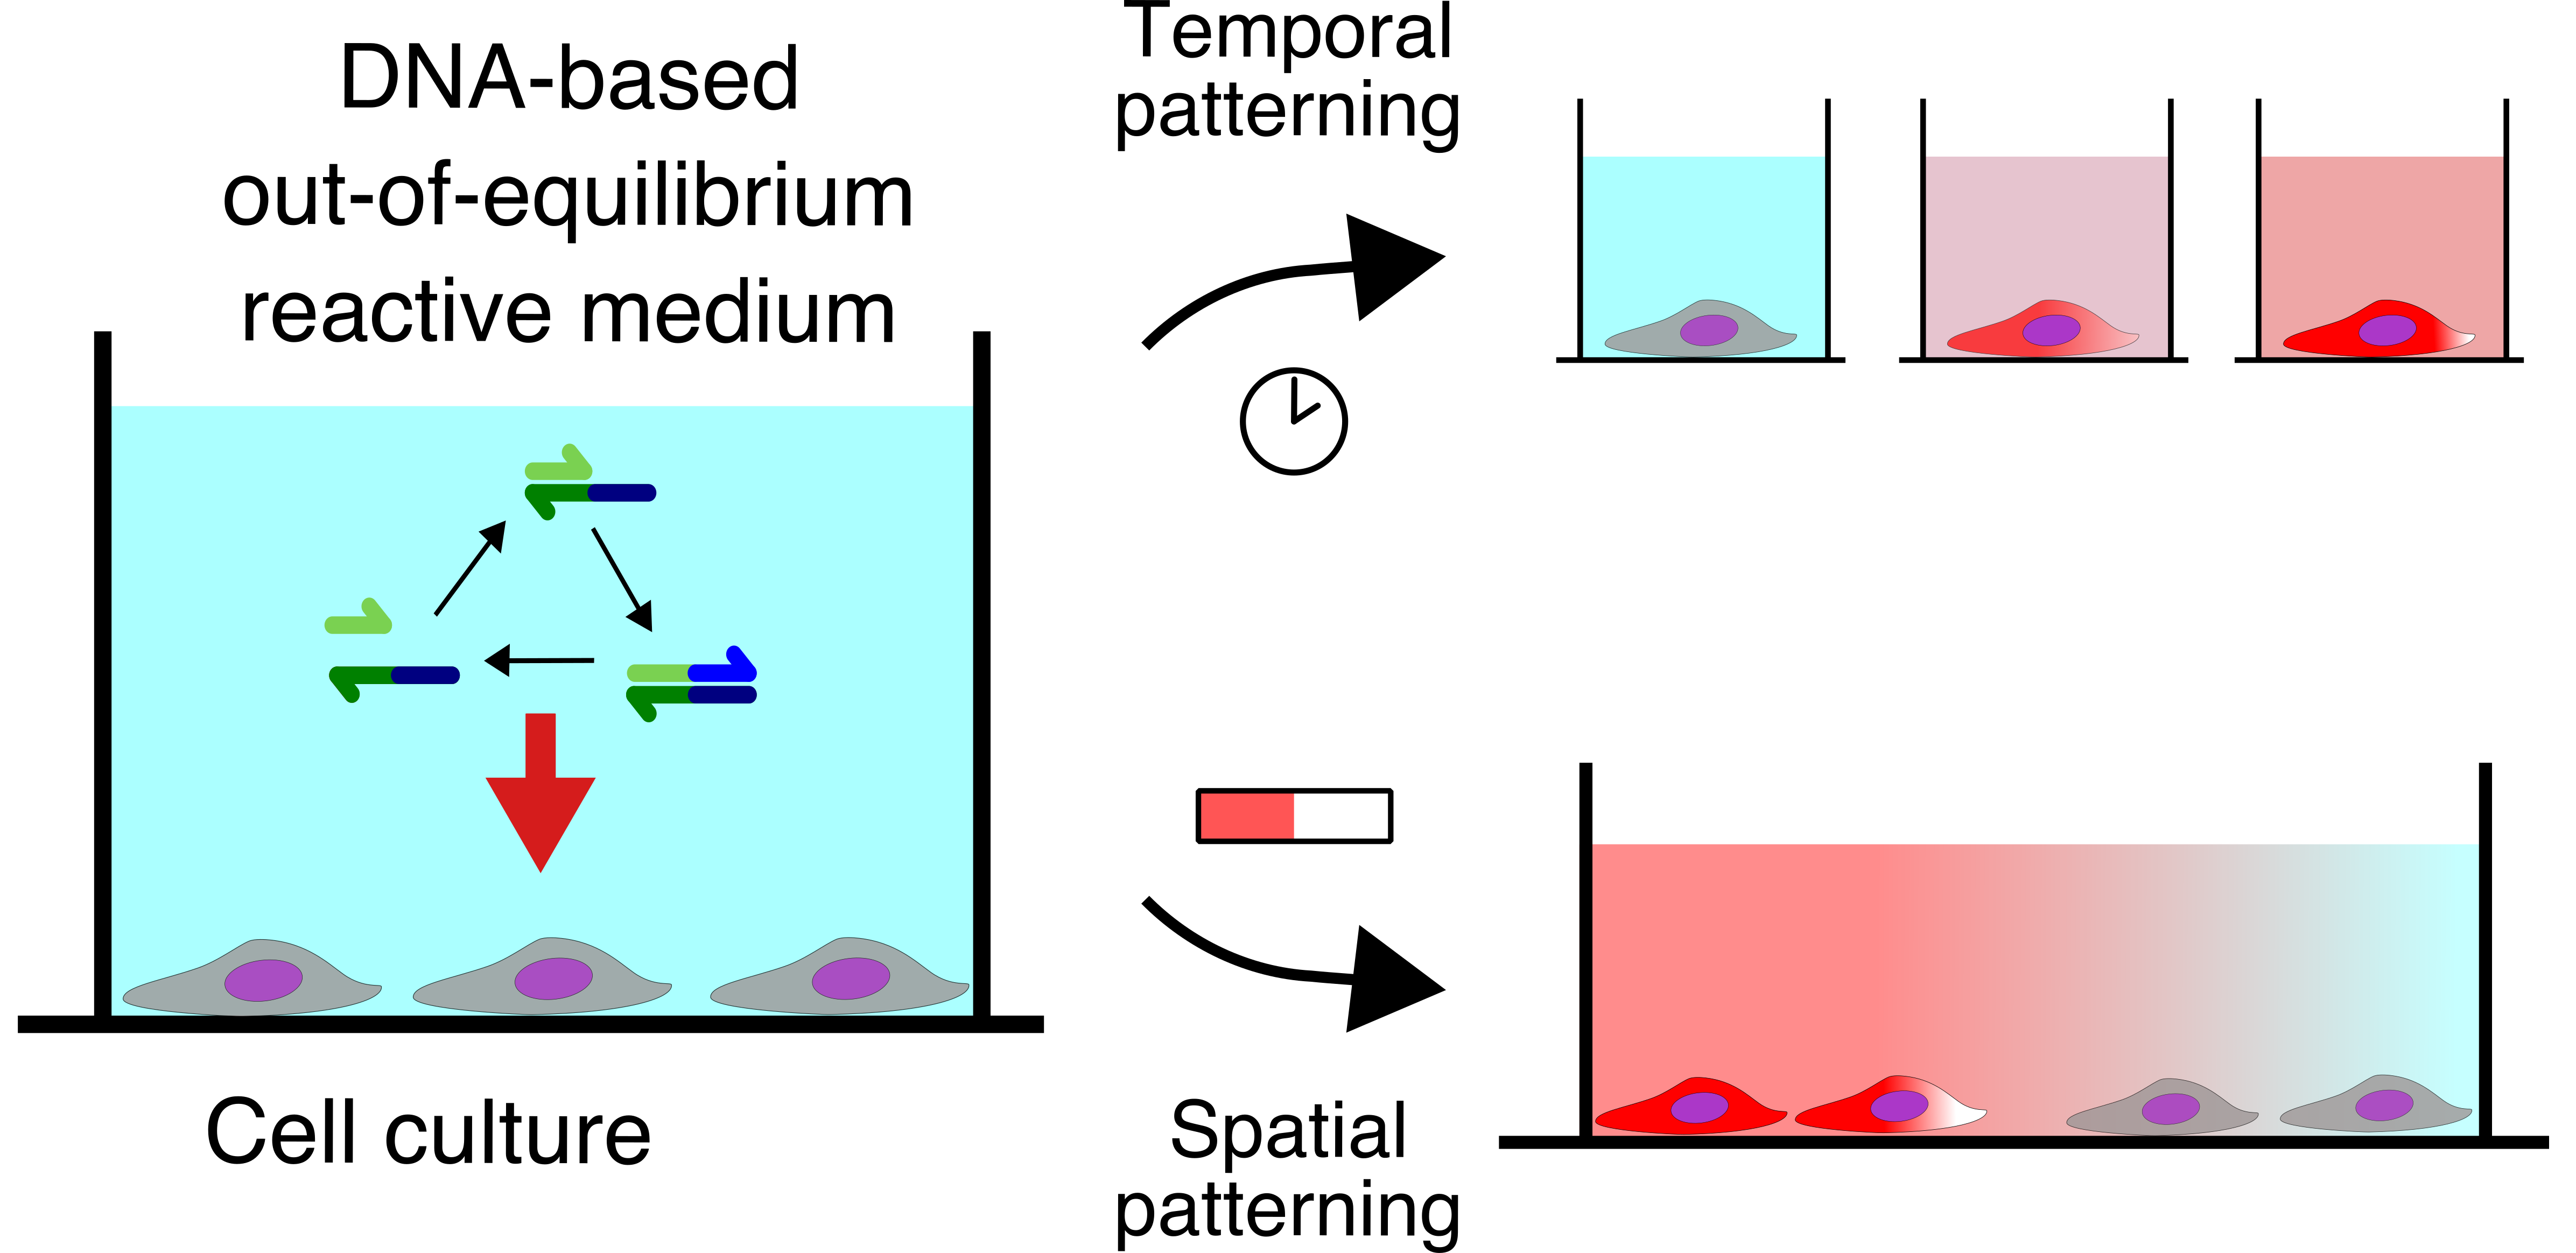 DNA-based
out-of-equilibrium
reactive medium
Cell culture
Temporal
patterning
Spatial
patterning